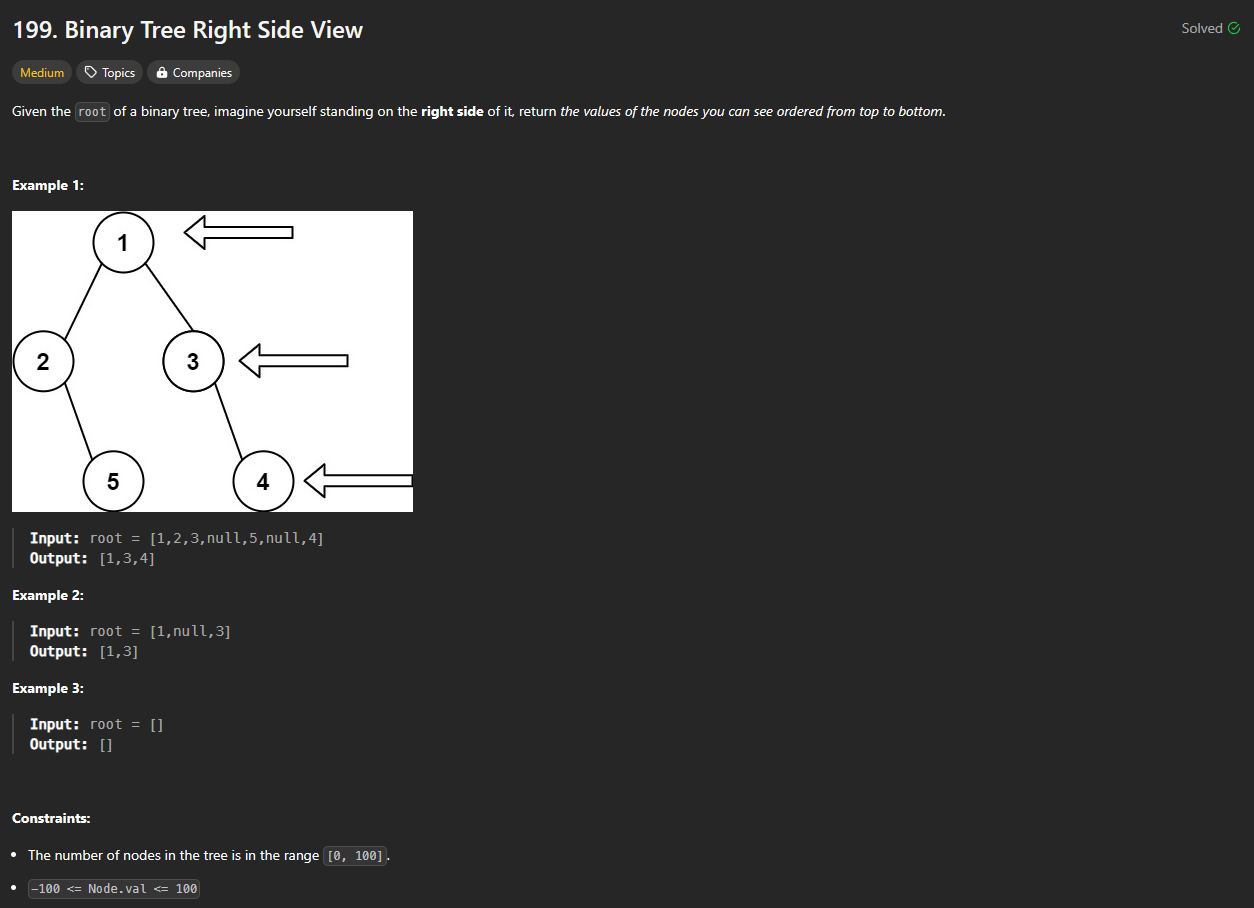 199. Binary Tree Right Side View
Solved
Medium Topics Companies
Given the root of a binary tree, imagine yourself standing on the right side of it, return the values of the nodes you can see ordered from top to bottom.
Example 1:
1
2 3
5 4
Input: root = [1,2,3,null,5,null,4]
Output: [1,3,4]
Example 2:
Input: root = [1,null,3]
Output: [1,3]
Example 3:
Input: root = []
Output: []
Constraints:
• The number of nodes in the tree is in the range [0, 100].
• -100 <= Node.val <= 100